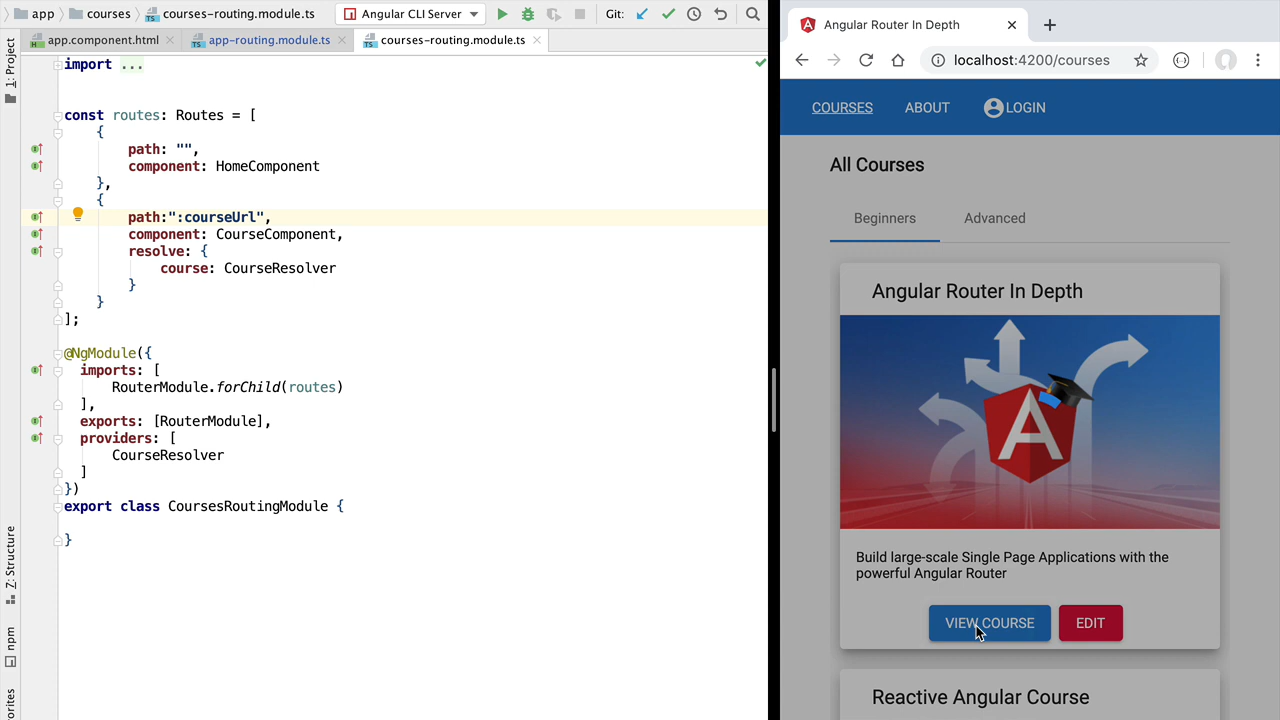 app
courses
courses-routing.module.ts
Angular CLI Server
Git:
app.component.html
app-routing.module.ts
courses-routing.module.ts
1: Project
Z: Structure
npm
import ...
const routes: Routes = [
{
path: "",
component: HomeComponent
},
{
path:":courseUrl",
component: CourseComponent,
resolve: {
course: CourseResolver
}
}
];
@NgModule({
imports: [
RouterModule.forChild(routes)
],
exports: [RouterModule],
providers: [
CourseResolver
]
})
export class CoursesRoutingModule {
}
Angular Router In Depth
localhost:4200/courses
COURSES
ABOUT
LOGIN
All Courses
Beginners
Advanced
Angular Router In Depth
A
Build large-scale Single Page Applications with the
powerful Angular Router
VIEW COURSE
EDIT
Reactive Angular Course